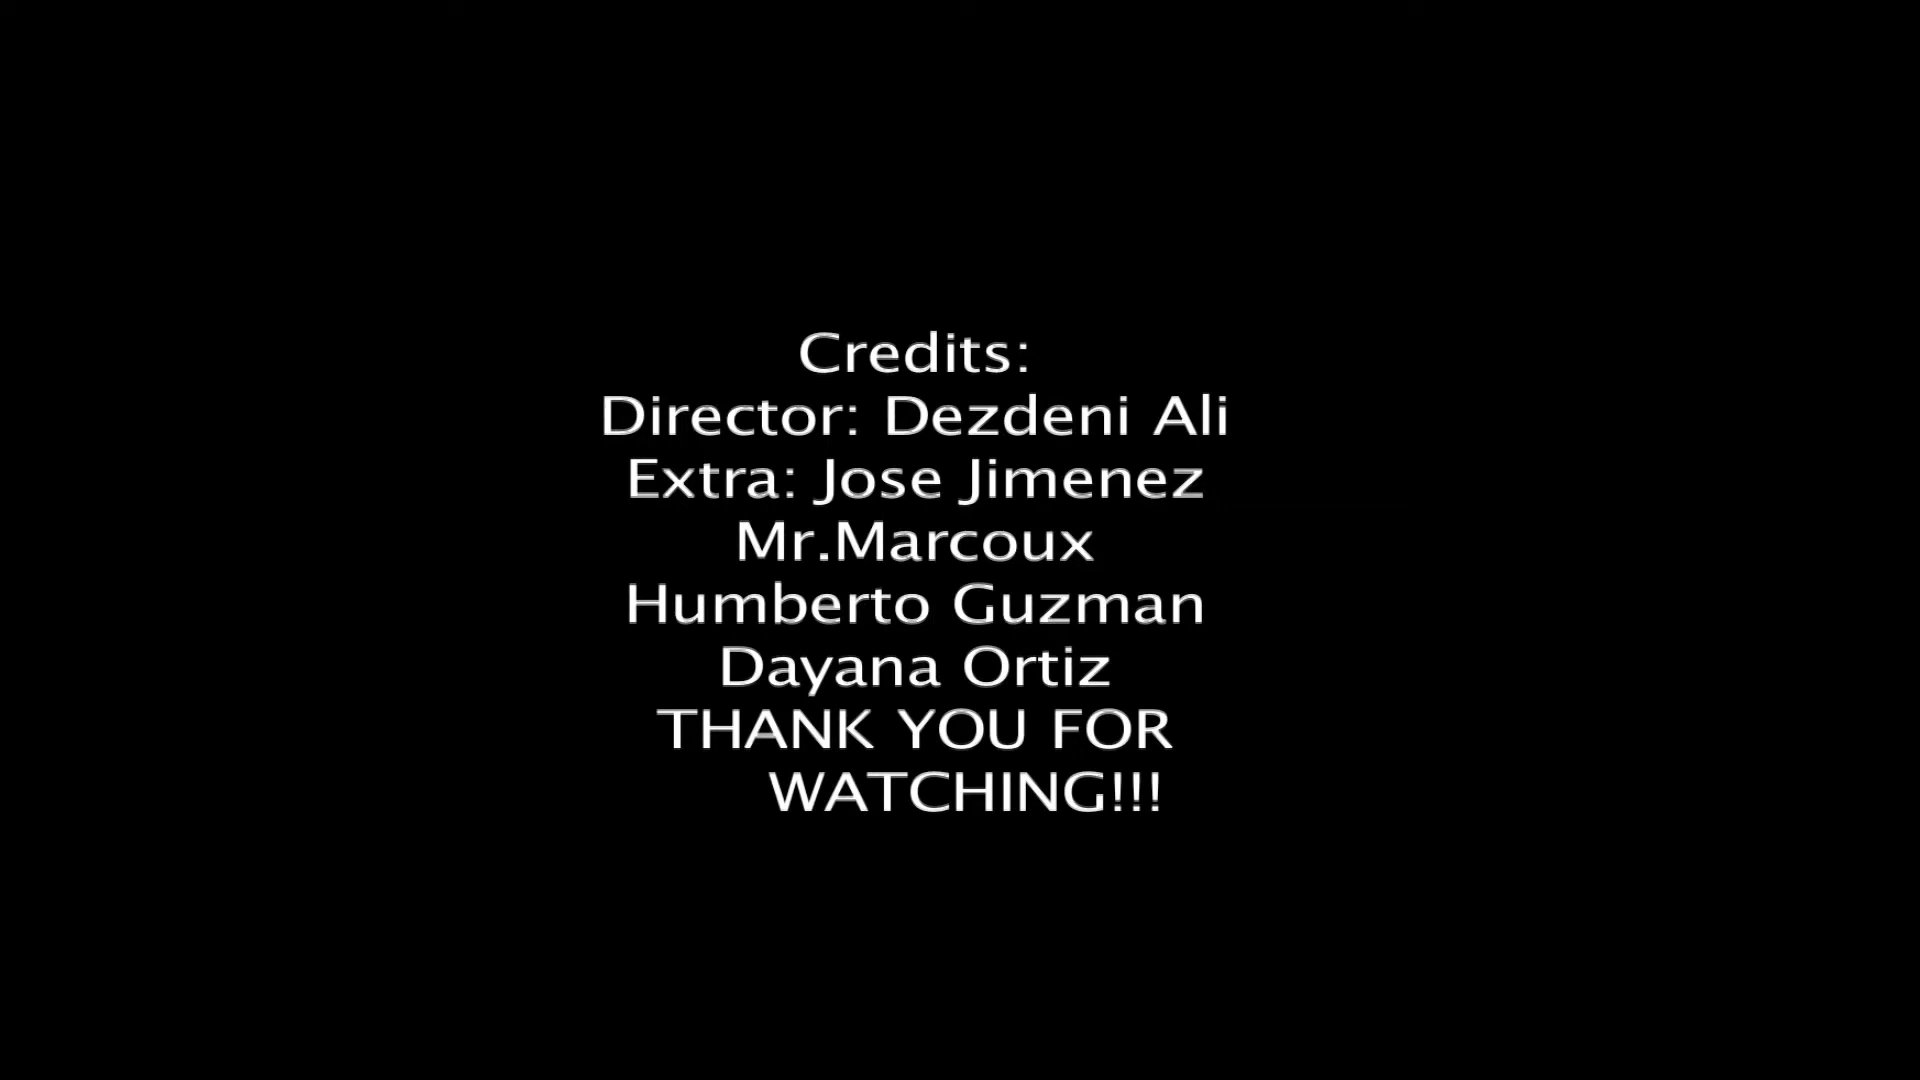 Credits:
Director: Dezdeni Ali
Extra: Jose Jimenez
Mr.Marcoux
Humberto Guzman
Dayana Ortiz
THANK YOU FOR
WATCHING!!!